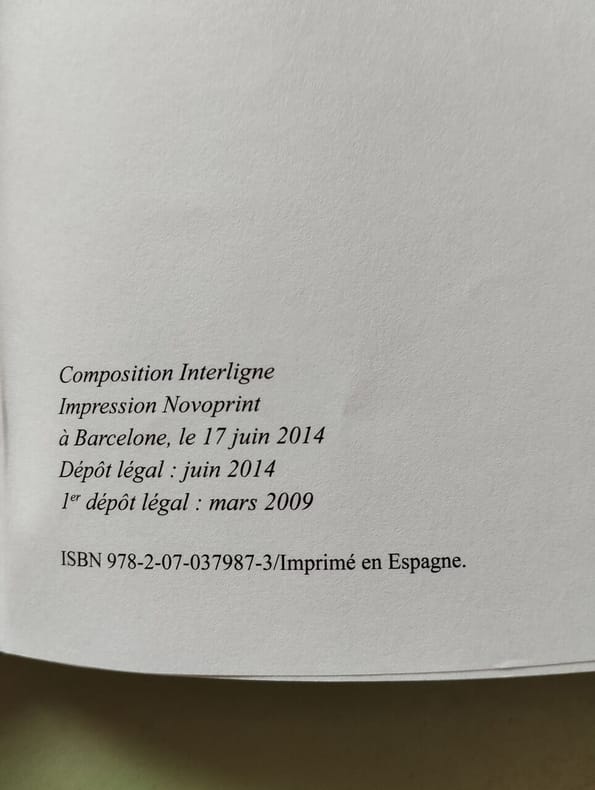 Composition Interligne
Impression Novoprint
à Barcelone, le 17 juin 2014
Dépôt légal : juin 2014
1er dépôt légal : mars 2009
ISBN 978-2-07-037987-3/Imprimé en Espagne.